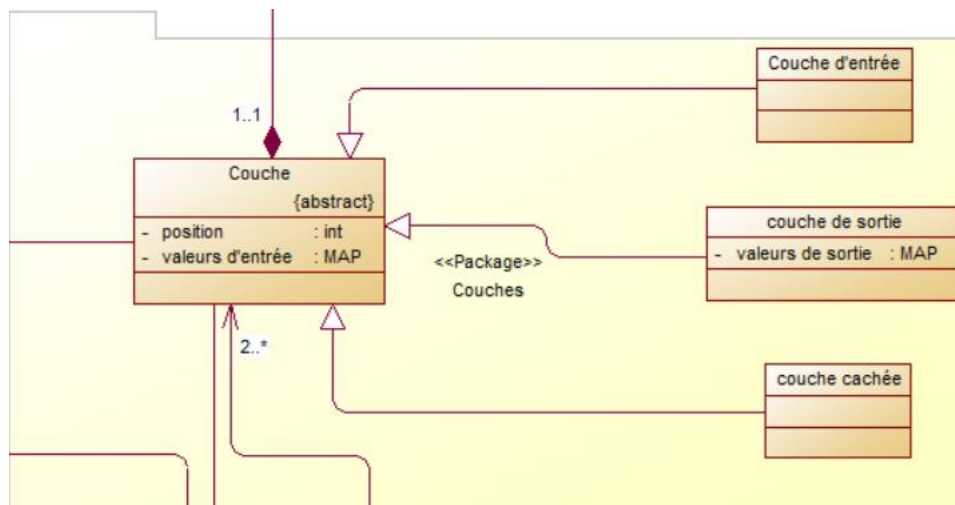 Couche d'entrée
1..1
Couche
{abstract}
- position : int
- valeurs d'entrée : MAP
couche de sortie
- valeurs de sortie : MAP
<<Package>>
Couches
2..*
couche cachée